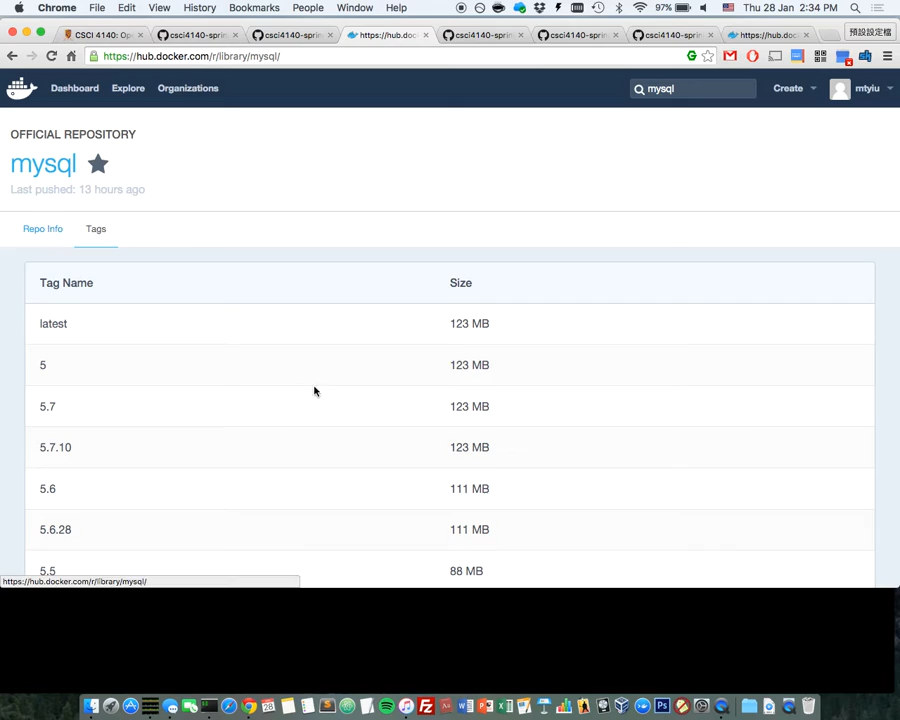 Chrome File Edit View History Bookmarks People Window Help 97% Thu 28 Jan 2:34 PM
CSCI 4140: Ope csci4140-sprin csci4140-sprin https://hub.doc csci4140-sprin csci4140-sprin csci4140-sprin https://hub.doc 預設設定檔
https://hub.docker.com/r/library/mysql/
Dashboard Explore Organizations mysql Create mtyiu
OFFICIAL REPOSITORY
mysql
Last pushed: 13 hours ago
Repo Info Tags
Tag Name Size
latest 123 MB
5 123 MB
5.7 123 MB
5.7.10 123 MB
5.6 111 MB
5.6.28 111 MB
5.5 88 MB
https://hub.docker.com/r/library/mysql/